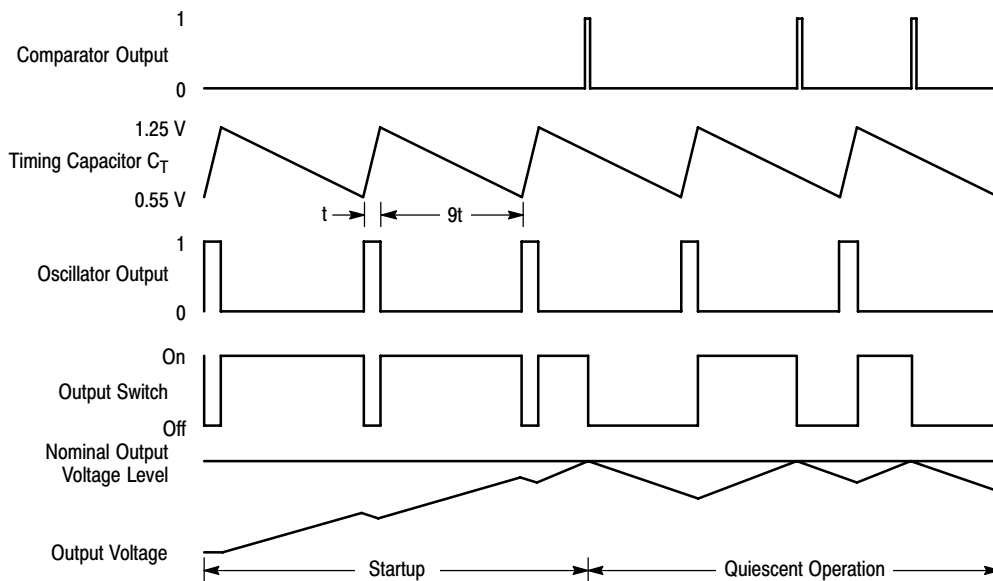 1
Comparator Output
0
1.25 V
Timing Capacitor CT
0.55 V
t
9t
1
Oscillator Output
0
On
Output Switch
Off
Nominal Output
Voltage Level
Output Voltage
Startup
Quiescent Operation